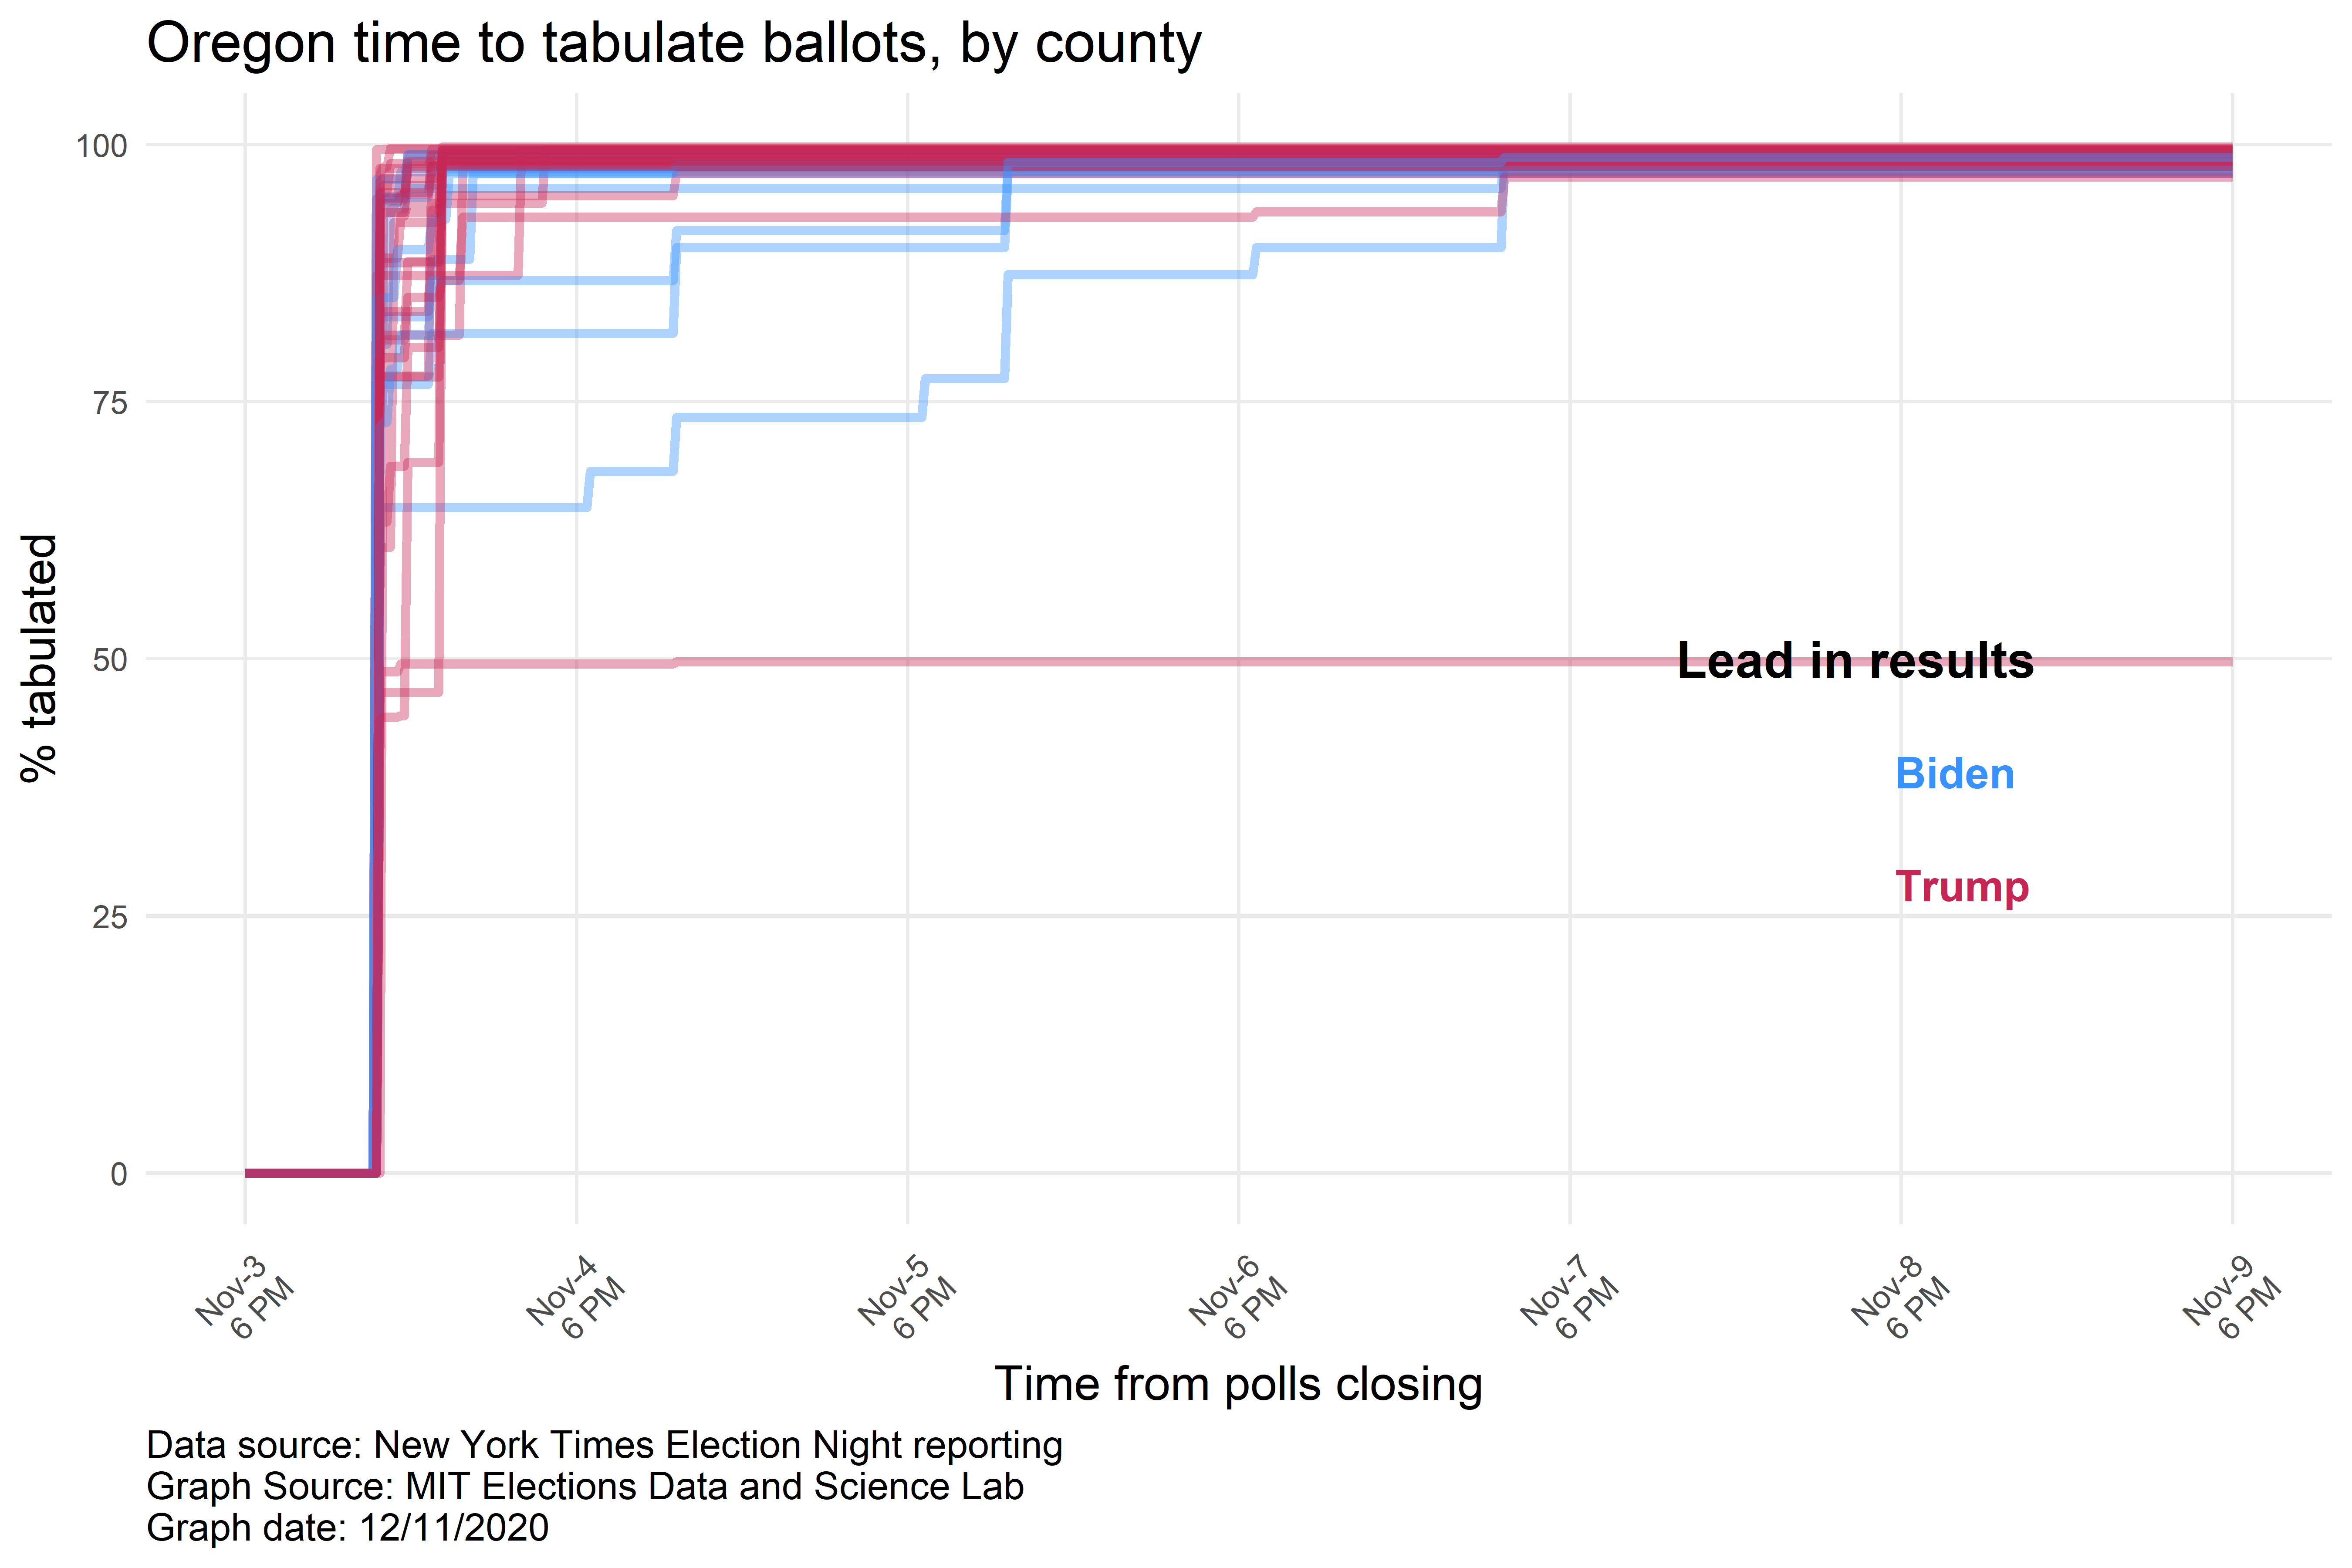 Oregon time to tabulate ballots, by county
100
75
50
25
0
% tabulated
Lead in results
Biden
Trump
Nov-3
6 PM
Nov-4
6 PM
Nov-5
6 PM
Nov-6
6 PM
Nov-7
6 PM
Nov-8
6 PM
Nov-9
6 PM
Time from polls closing
Data source: New York Times Election Night reporting
Graph Source: MIT Elections Data and Science Lab
Graph date: 12/11/2020